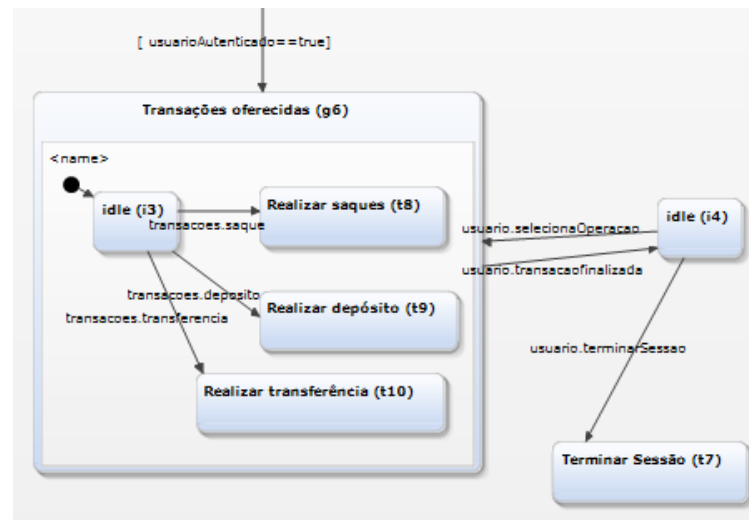 [ usuarioAutenticado==true]
Transações oferecidas (g6)
<name>
idle (i3)
Realizar saques (t8)
transacoes.saque
idle (i4)
usuario.selecionaOperacao
usuario.transacaofinalizada
transacoes.deposito
Realizar depósito (t9)
transacoes.transferencia
usuario.terminarSessao
Realizar transferência (t10)
Terminar Sessão (t7)